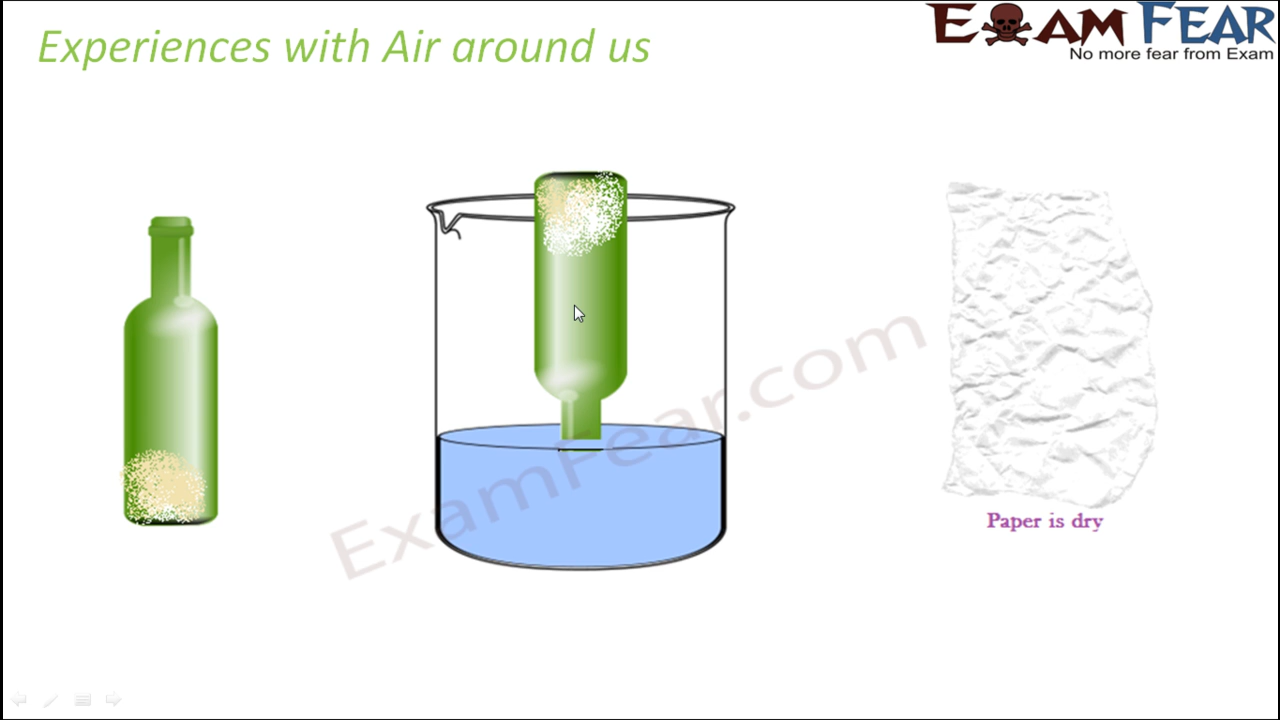 Experiences with Air around us
EXAM FEAR
No more fear from Exam
ExamFear.com
Paper is dry